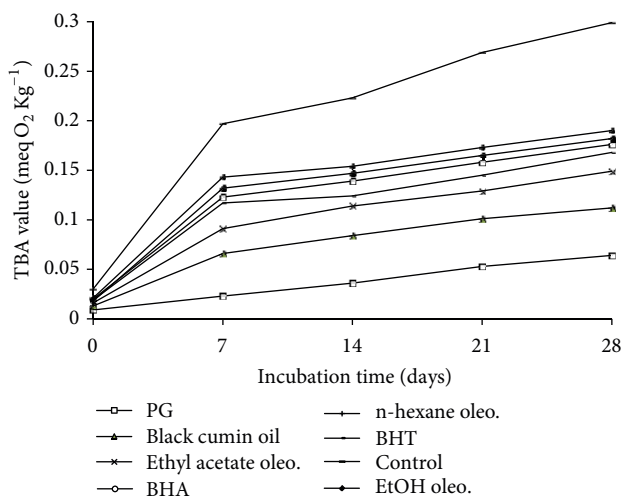 TBA value (meq O₂ Kg⁻¹)
0.3
0.25
0.2
0.15
0.1
0.05
0
0 7 14 21 28
Incubation time (days)
PG
Black cumin oil
Ethyl acetate oleo.
BHA
n-hexane oleo.
BHT
Control
EtOH oleo.